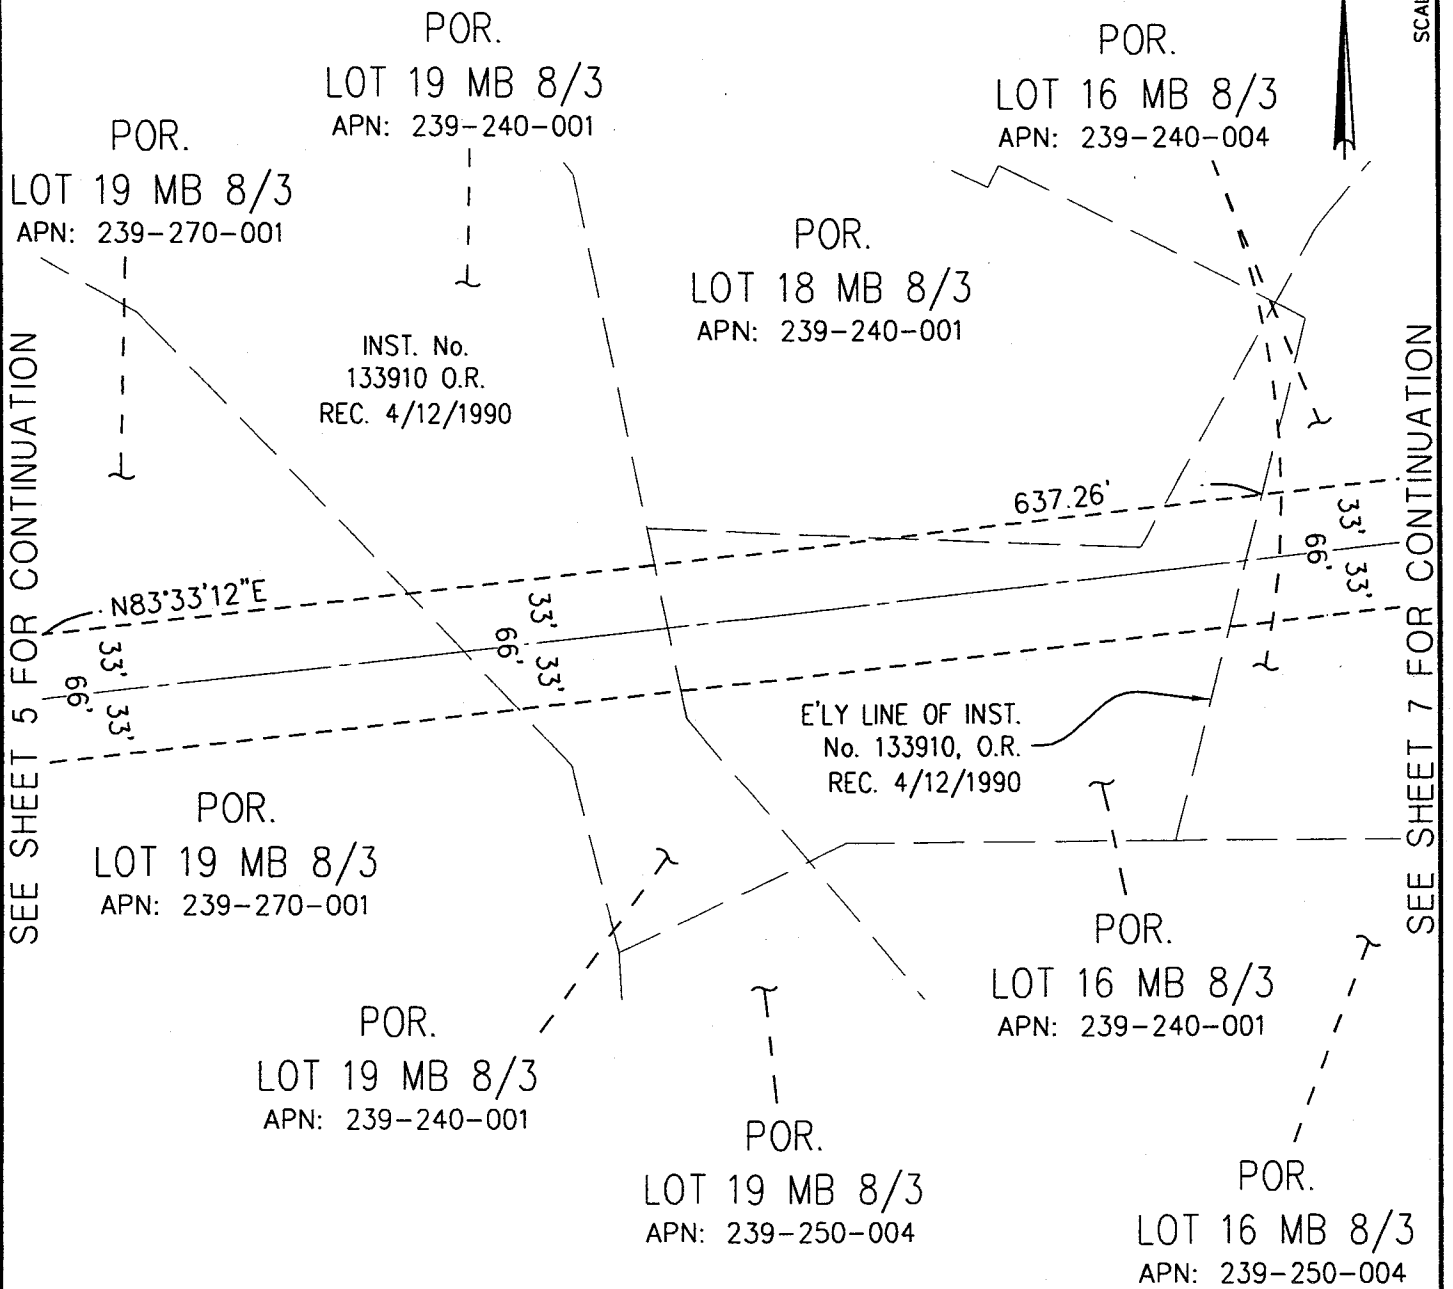 POR.
LOT 19 MB 8/3
APN: 239-240-001
POR.
LOT 16 MB 8/3
APN: 239-240-004
POR.
LOT 19 MB 8/3
APN: 239-270-001
POR.
LOT 18 MB 8/3
APN: 239-240-001
INST. No.
133910 O.R.
REC. 4/12/1990
SEE SHEET 5 FOR CONTINUATION
SEE SHEET 7 FOR CONTINUATION
637.26'
N83°33'12"E
33'
66'
33'
33'
66'
33'
33'
66'
33'
E'LY LINE OF INST.
No. 133910, O.R.
REC. 4/12/1990
POR.
LOT 19 MB 8/3
APN: 239-270-001
POR.
LOT 16 MB 8/3
APN: 239-240-001
POR.
LOT 19 MB 8/3
APN: 239-240-001
POR.
LOT 19 MB 8/3
APN: 239-250-004
POR.
LOT 16 MB 8/3
APN: 239-250-004